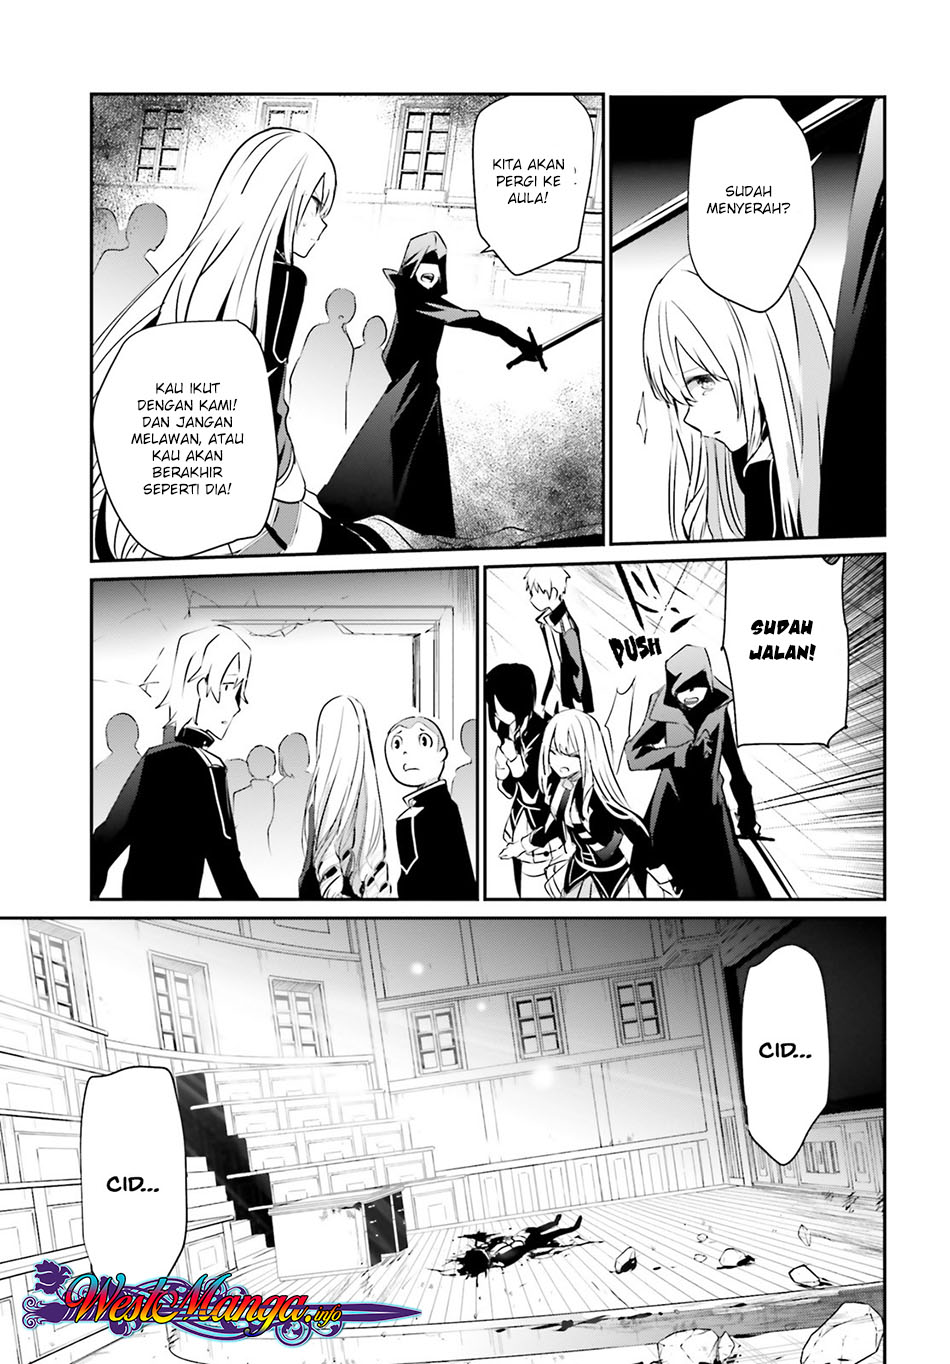 SUDAH
MENYERAH?
KITA AKAN
PERGI KE
AULA!
KAU IKUT
DENGAN KAMI!
DAN JANGAN
MELAWAN, ATAU
KAU AKAN
BERAKHIR
SEPERTI DIA!
SUDAH
JALAN!
PUSH
CID...
CID...
WestManga.info